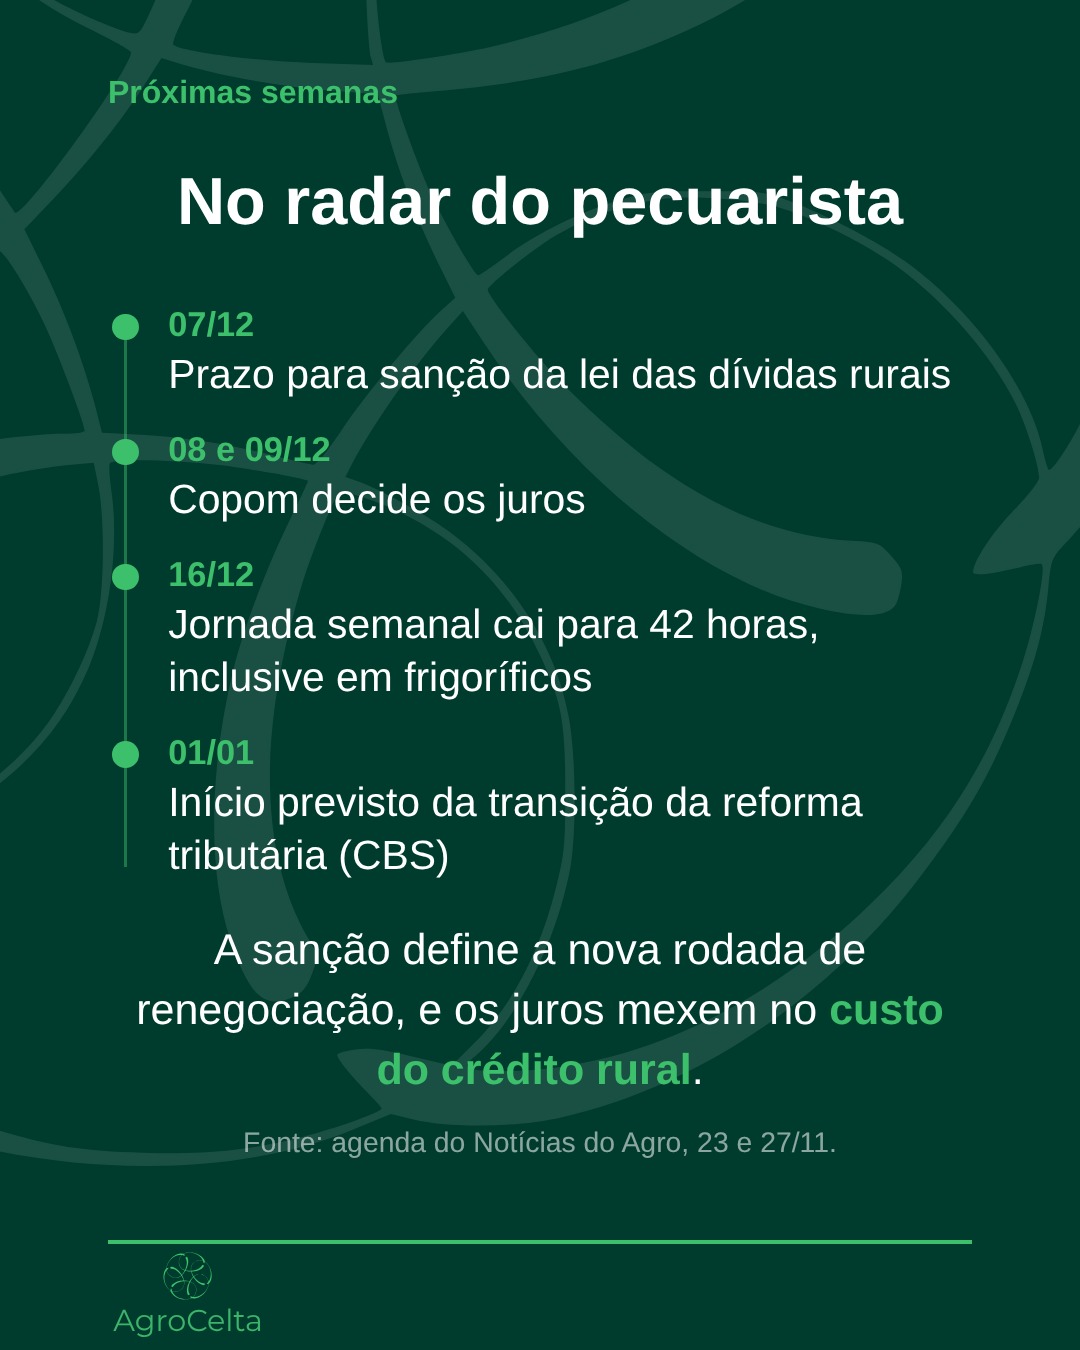 Próximas semanas
No radar do pecuarista
07/12
Prazo para sanção da lei das dívidas rurais
08 e 09/12
Copom decide os juros
16/12
Jornada semanal cai para 42 horas,
inclusive em frigoríficos
01/01
Início previsto da transição da reforma
tributária (CBS)
A sanção define a nova rodada de
renegociação, e os juros mexem no custo
do crédito rural.
Fonte: agenda do Notícias do Agro, 23 e 27/11.
AgroCelta